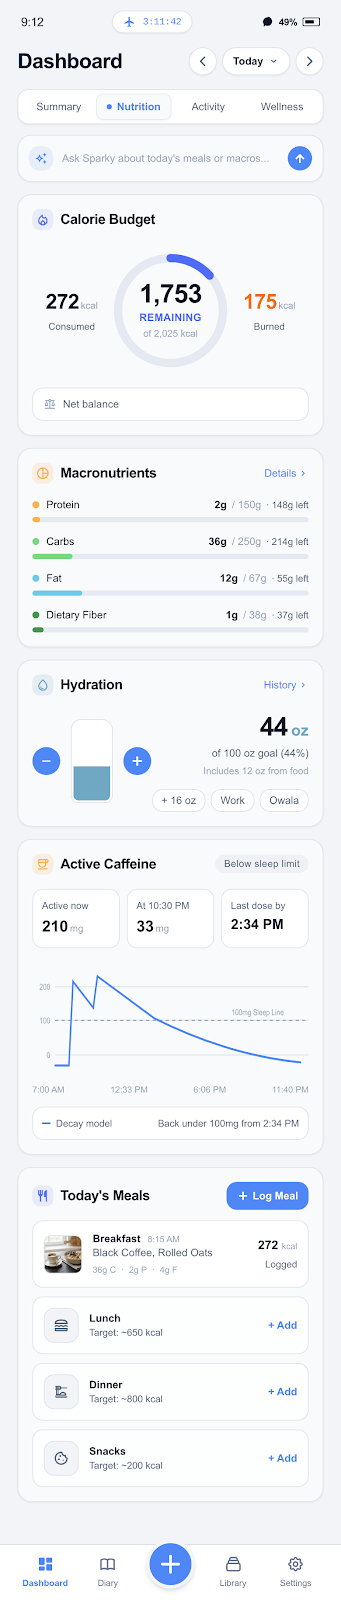 9:12
3:11:42
49%
Dashboard
Today
Summary
Nutrition
Activity
Wellness
Ask Sparky about today's meals or macros...
Calorie Budget
272 kcal
Consumed
1,753
REMAINING
of 2,025 kcal
175 kcal
Burned
Net balance
Macronutrients
Details
Protein
2g / 150g · 148g left
Carbs
36g / 250g · 214g left
Fat
12g / 67g · 55g left
Dietary Fiber
1g / 38g · 37g left
Hydration
History
44 oz
of 100 oz goal (44%)
Includes 12 oz from food
+ 16 oz
Work
Owala
Active Caffeine
Below sleep limit
Active now
210 mg
At 10:30 PM
33 mg
Last dose by
2:34 PM
200
100mg Sleep Line
100
0
7:00 AM
12:33 PM
6:06 PM
11:40 PM
Decay model
Back under 100mg from 2:34 PM
Today's Meals
+ Log Meal
Breakfast 8:15 AM
Black Coffee, Rolled Oats
36g C · 2g P · 4g F
272 kcal
Logged
Lunch
Target: ~650 kcal
+ Add
Dinner
Target: ~800 kcal
+ Add
Snacks
Target: ~200 kcal
+ Add
Dashboard
Diary
Library
Settings